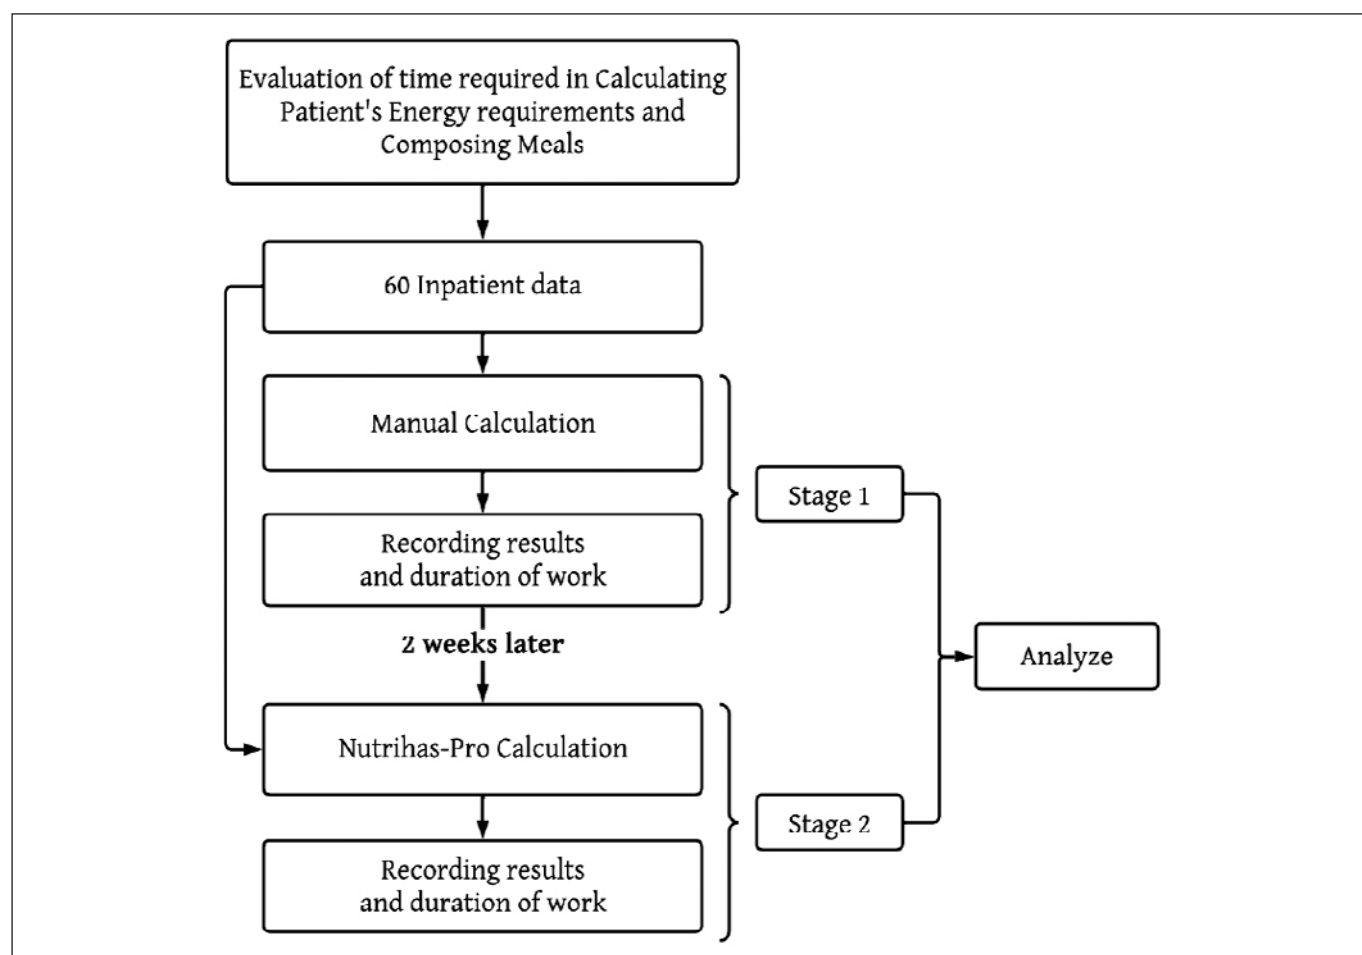 Evaluation of time required in Calculating
Patient's Energy requirements and
Composing Meals
60 Inpatient data
Manual Calculation
Recording results
and duration of work
Stage 1
2 weeks later
Analyze
Nutrihas-Pro Calculation
Recording results
and duration of work
Stage 2